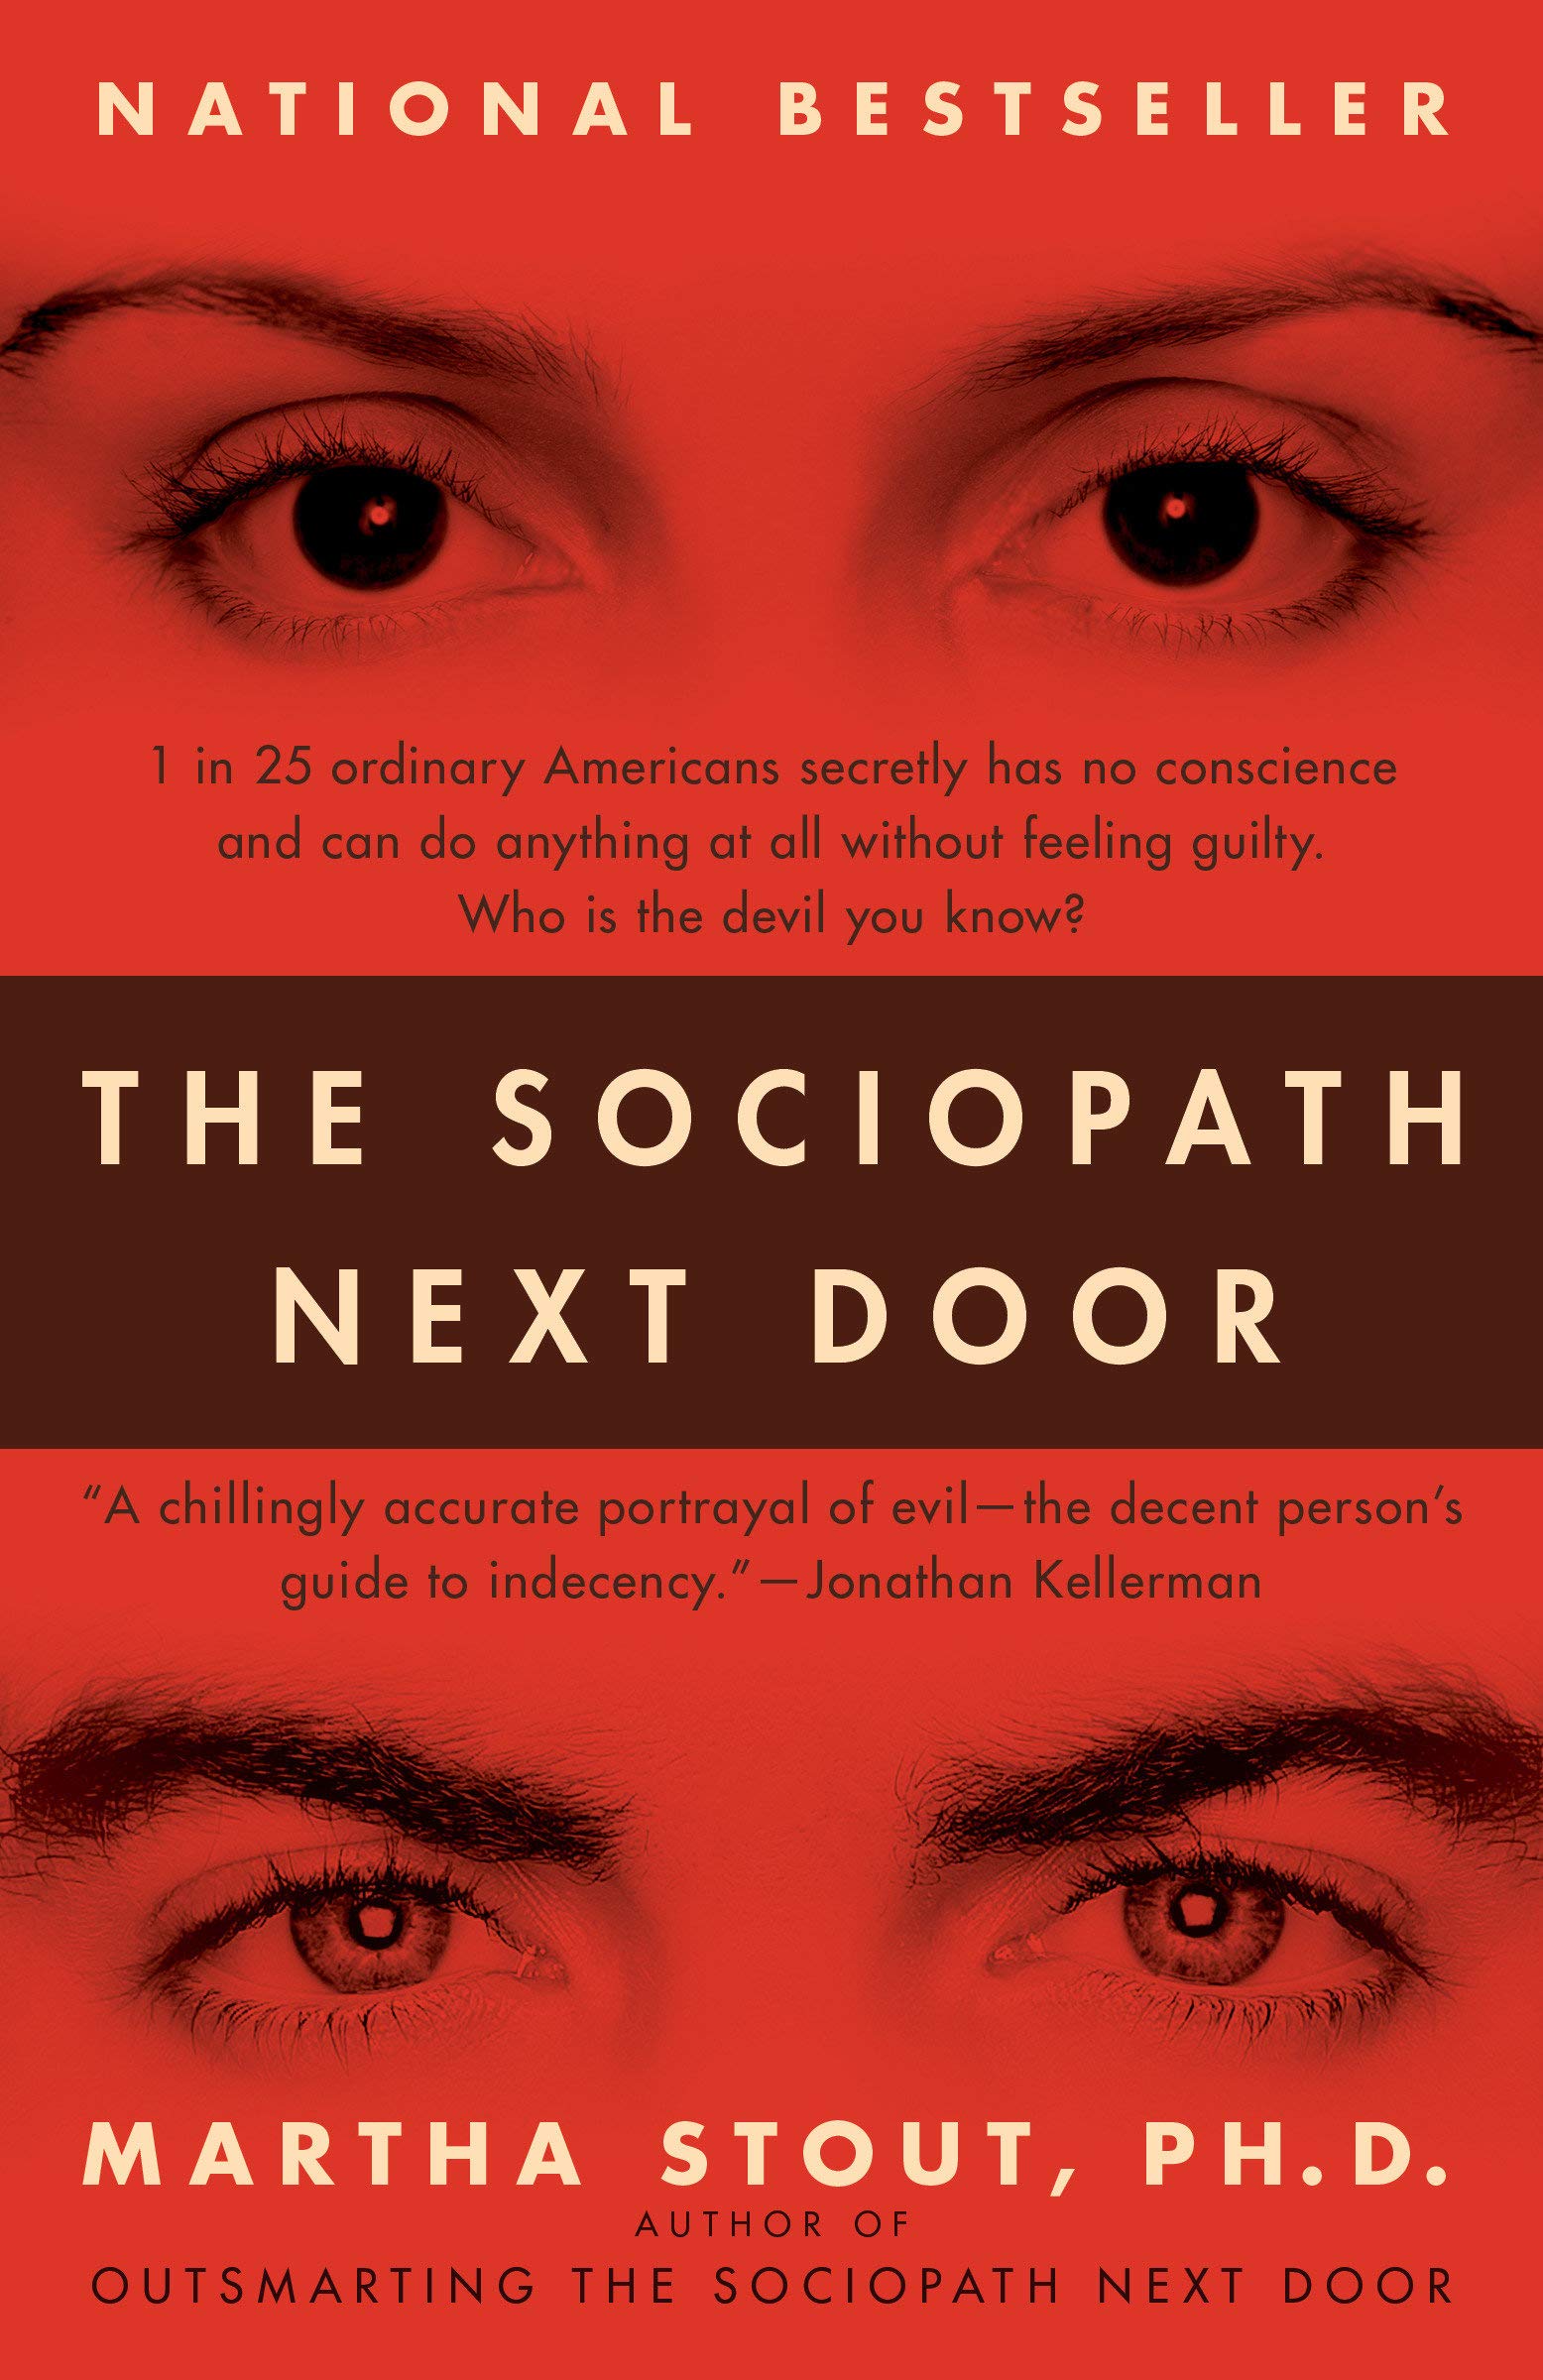 NATIONAL BESTSELLER
1 in 25 ordinary Americans secretly has no conscience
and can do anything at all without feeling guilty.
Who is the devil you know?
THE SOCIOPATH
NEXT DOOR
“A chillingly accurate portrayal of evil—the decent person’s
guide to indecency.”—Jonathan Kellerman
MARTHA STOUT, PH.D.
AUTHOR OF
OUTSMARTING THE SOCIOPATH NEXT DOOR